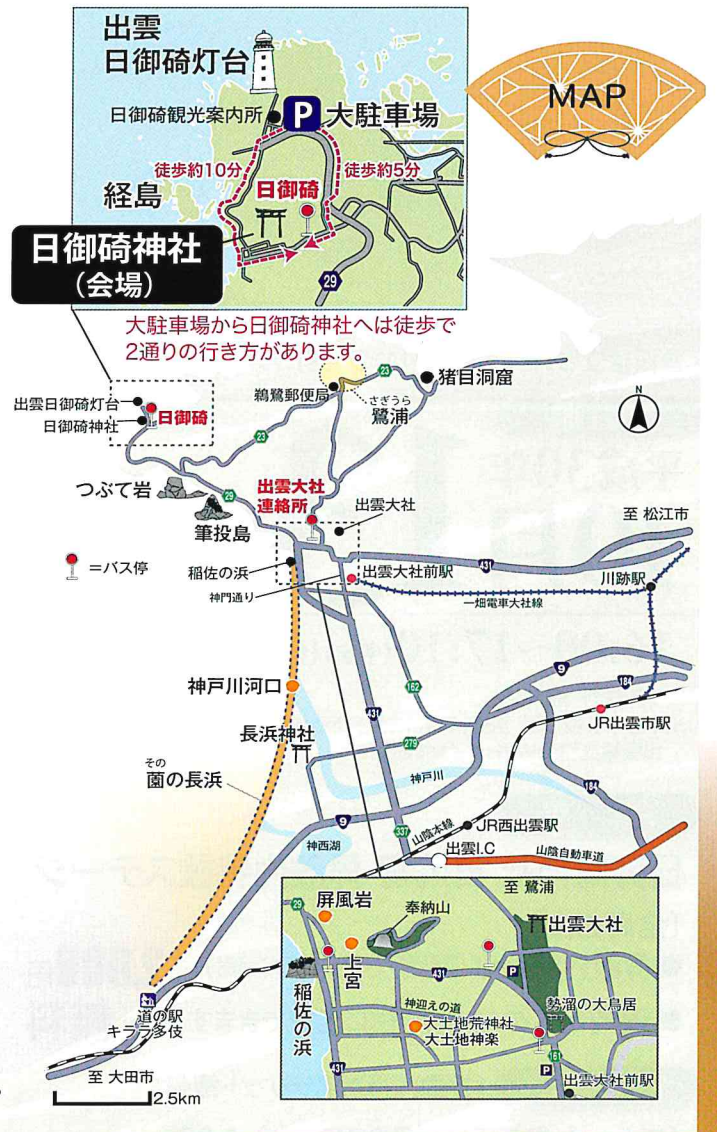 出雲
日御碕灯台
MAP
日御碕観光案内所
P 大駐車場
徒歩約10分
徒歩約5分
日御碕
経島
日御碕神社
(会場)
29
大駐車場から日御碕神社へは徒歩で
2通りの行き方があります。
23
猪目洞窟
鵜鷺郵便局
さぎうら
鷺浦
N
出雲日御碕灯台
日御碕
日御碕神社
23
つぶて岩
29
出雲大社
連絡所
出雲大社
筆投島
至 松江市
=バス停
稲佐の浜
431
出雲大社前駅
川跡駅
神門通り
一畑電車大社線
9
神戸川河口
162
184
431
JR出雲市駅
長浜神社
279
その
薗の長浜
神戸川
184
9
神西湖
337
山陰本線
JR西出雲駅
出雲I.C
山陰自動車道
至 鷺浦
29
屏風岩
奉納山
出雲大社
上宮
431
P
稲佐の浜
神迎えの道
勢溜の大鳥居
大土地荒神社
大土地神楽
161
431
P
出雲大社前駅
道の駅
キララ多伎
至 大田市
2.5km